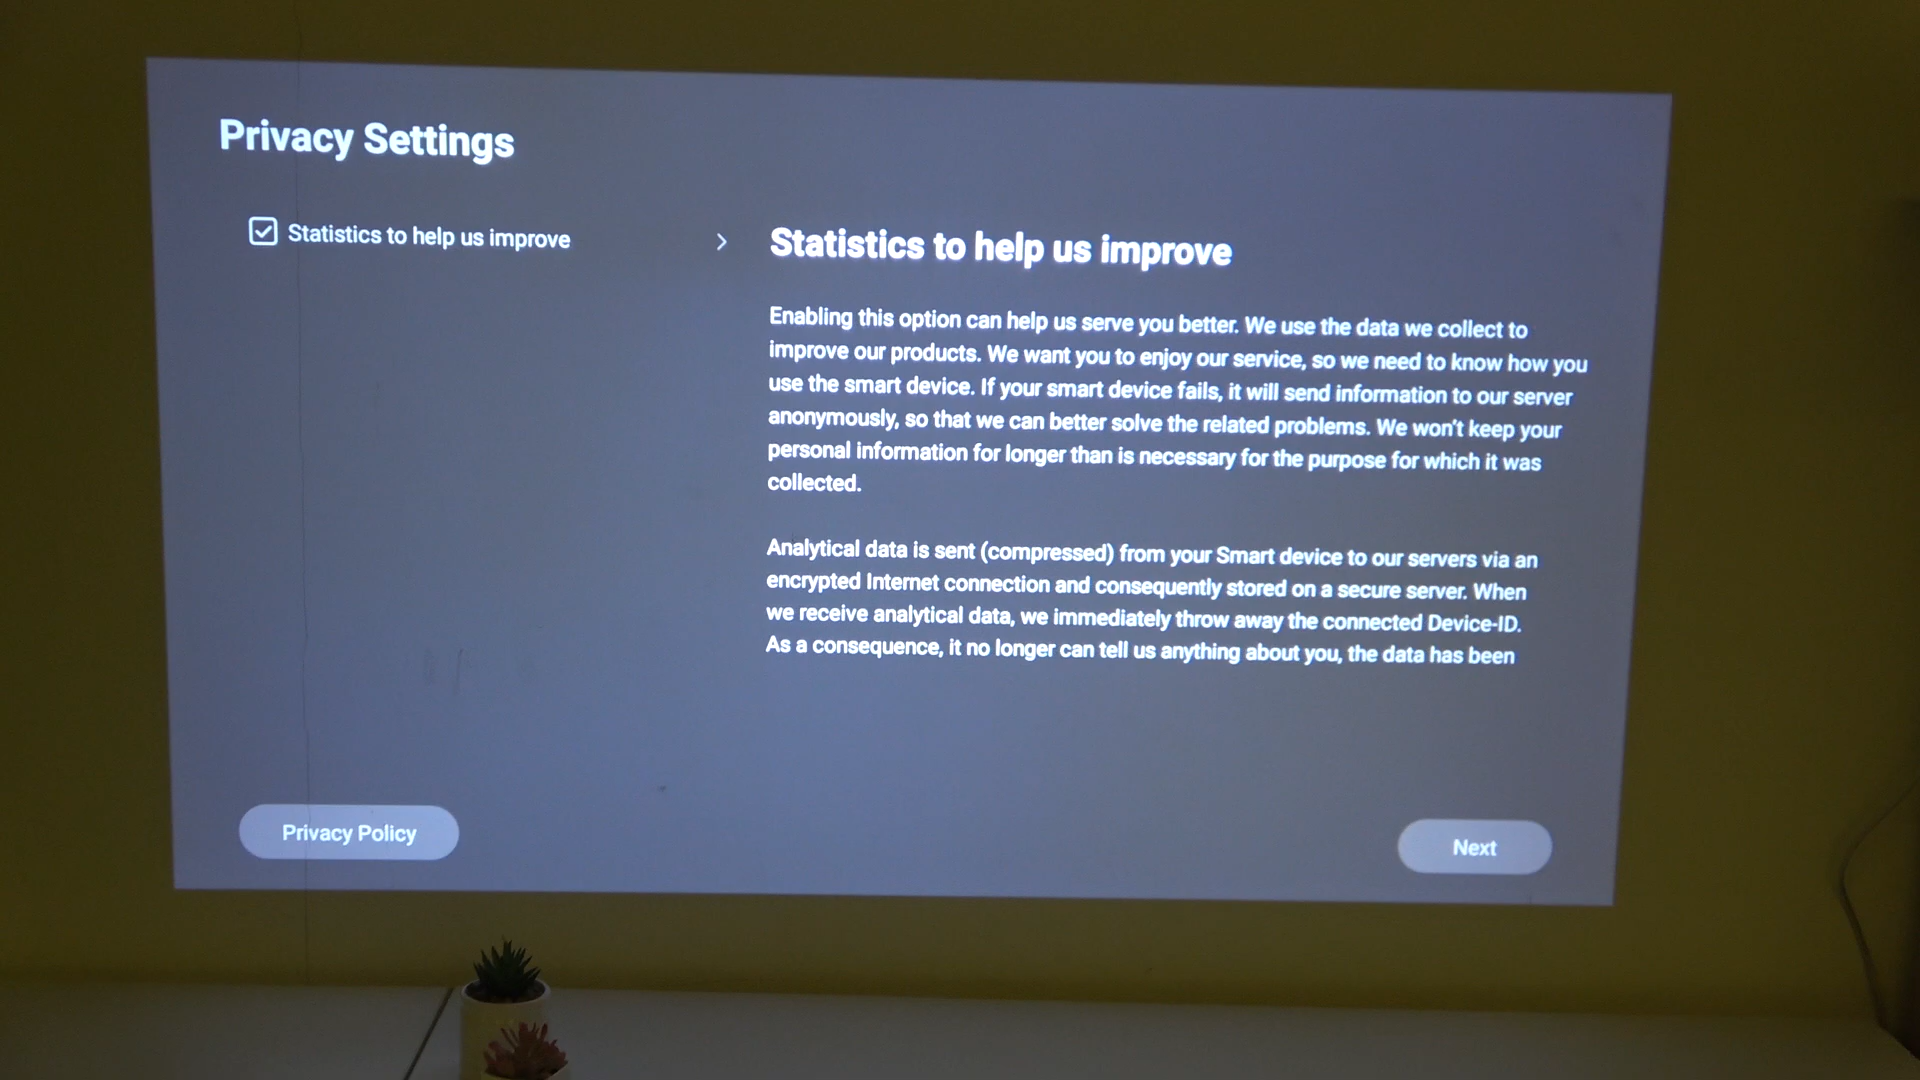 Privacy Settings
Statistics to help us improve
Statistics to help us improve
Enabling this option can help us serve you better. We use the data we collect to
improve our products. We want you to enjoy our service, so we need to know how you
use the smart device. If your smart device fails, it will send information to our server
anonymously, so that we can better solve the related problems. We won't keep your
personal information for longer than is necessary for the purpose for which it was
collected.
Analytical data is sent (compressed) from your Smart device to our servers via an
encrypted Internet connection and consequently stored on a secure server. When
we receive analytical data, we immediately throw away the connected Device-ID.
As a consequence, it no longer can tell us anything about you, the data has been
Privacy Policy
Next